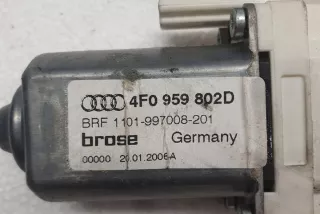 4F0 959 802D
BRF 1101-997008-201
brose Germany
00000 20.01.2006A